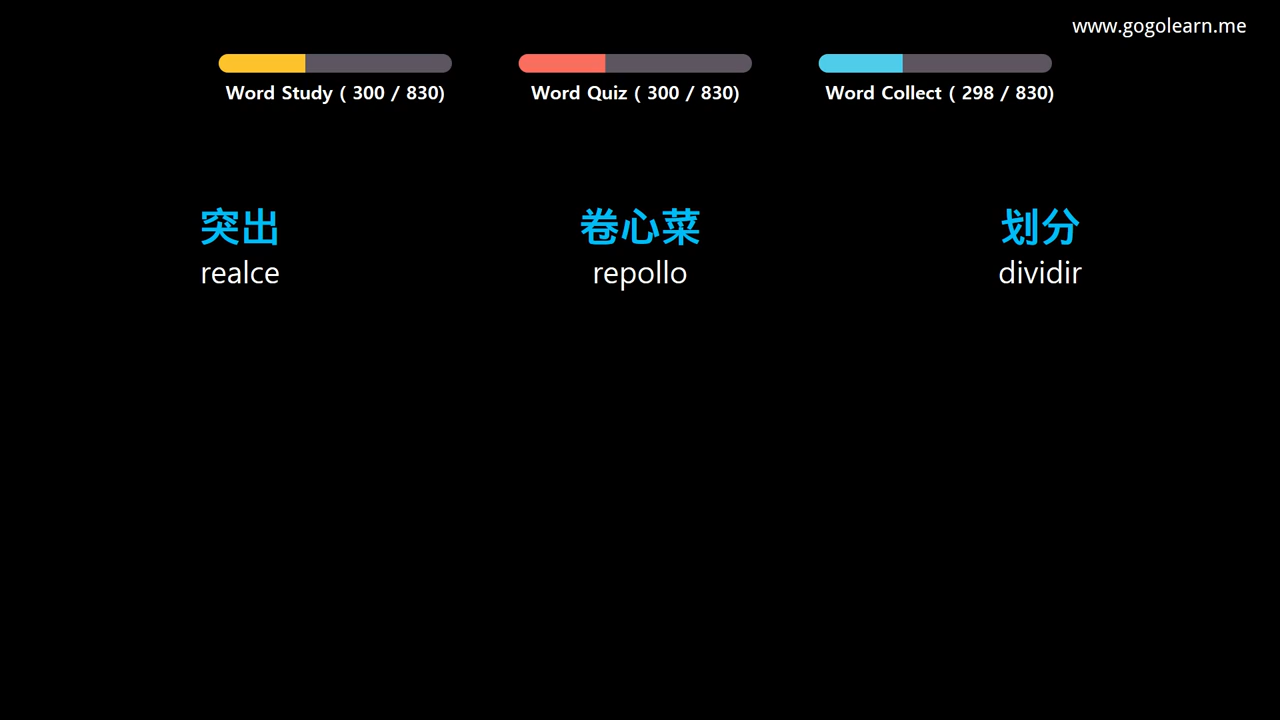 www.gogolearn.me
Word Study ( 300 / 830)
Word Quiz ( 300 / 830)
Word Collect ( 298 / 830)
突出
realce
卷心菜
repollo
划分
dividir